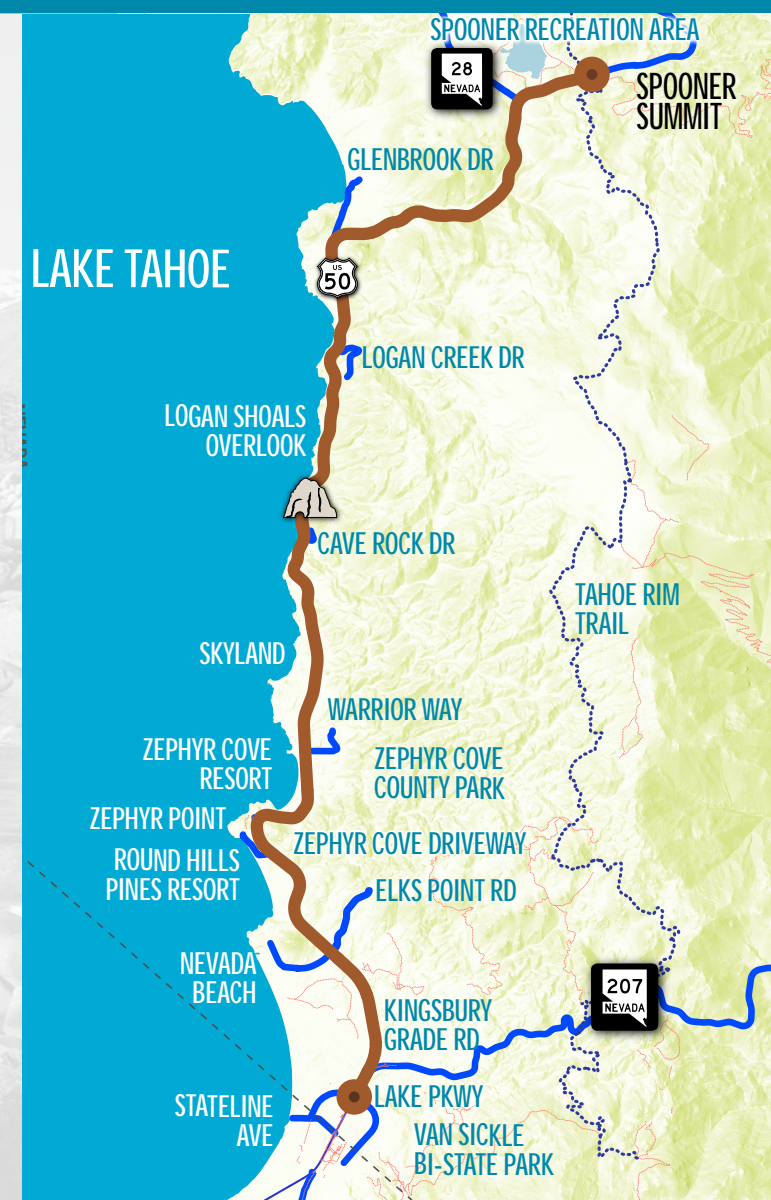 SPOONER RECREATION AREA
28
NEVADA
SPOONER
SUMMIT
GLENBROOK DR
LAKE TAHOE
US
50
LOGAN CREEK DR
LOGAN SHOALS
OVERLOOK
NEVADA
CAVE ROCK DR
TAHOE RIM
TRAIL
SKYLAND
WARRIOR WAY
ZEPHYR COVE
RESORT
ZEPHYR COVE
COUNTY PARK
ZEPHYR POINT
ZEPHYR COVE DRIVEWAY
ROUND HILLS
PINES RESORT
ELKS POINT RD
NEVADA
BEACH
207
NEVADA
KINGSBURY
GRADE RD
LAKE PKWY
STATELINE
AVE
VAN SICKLE
BI-STATE PARK